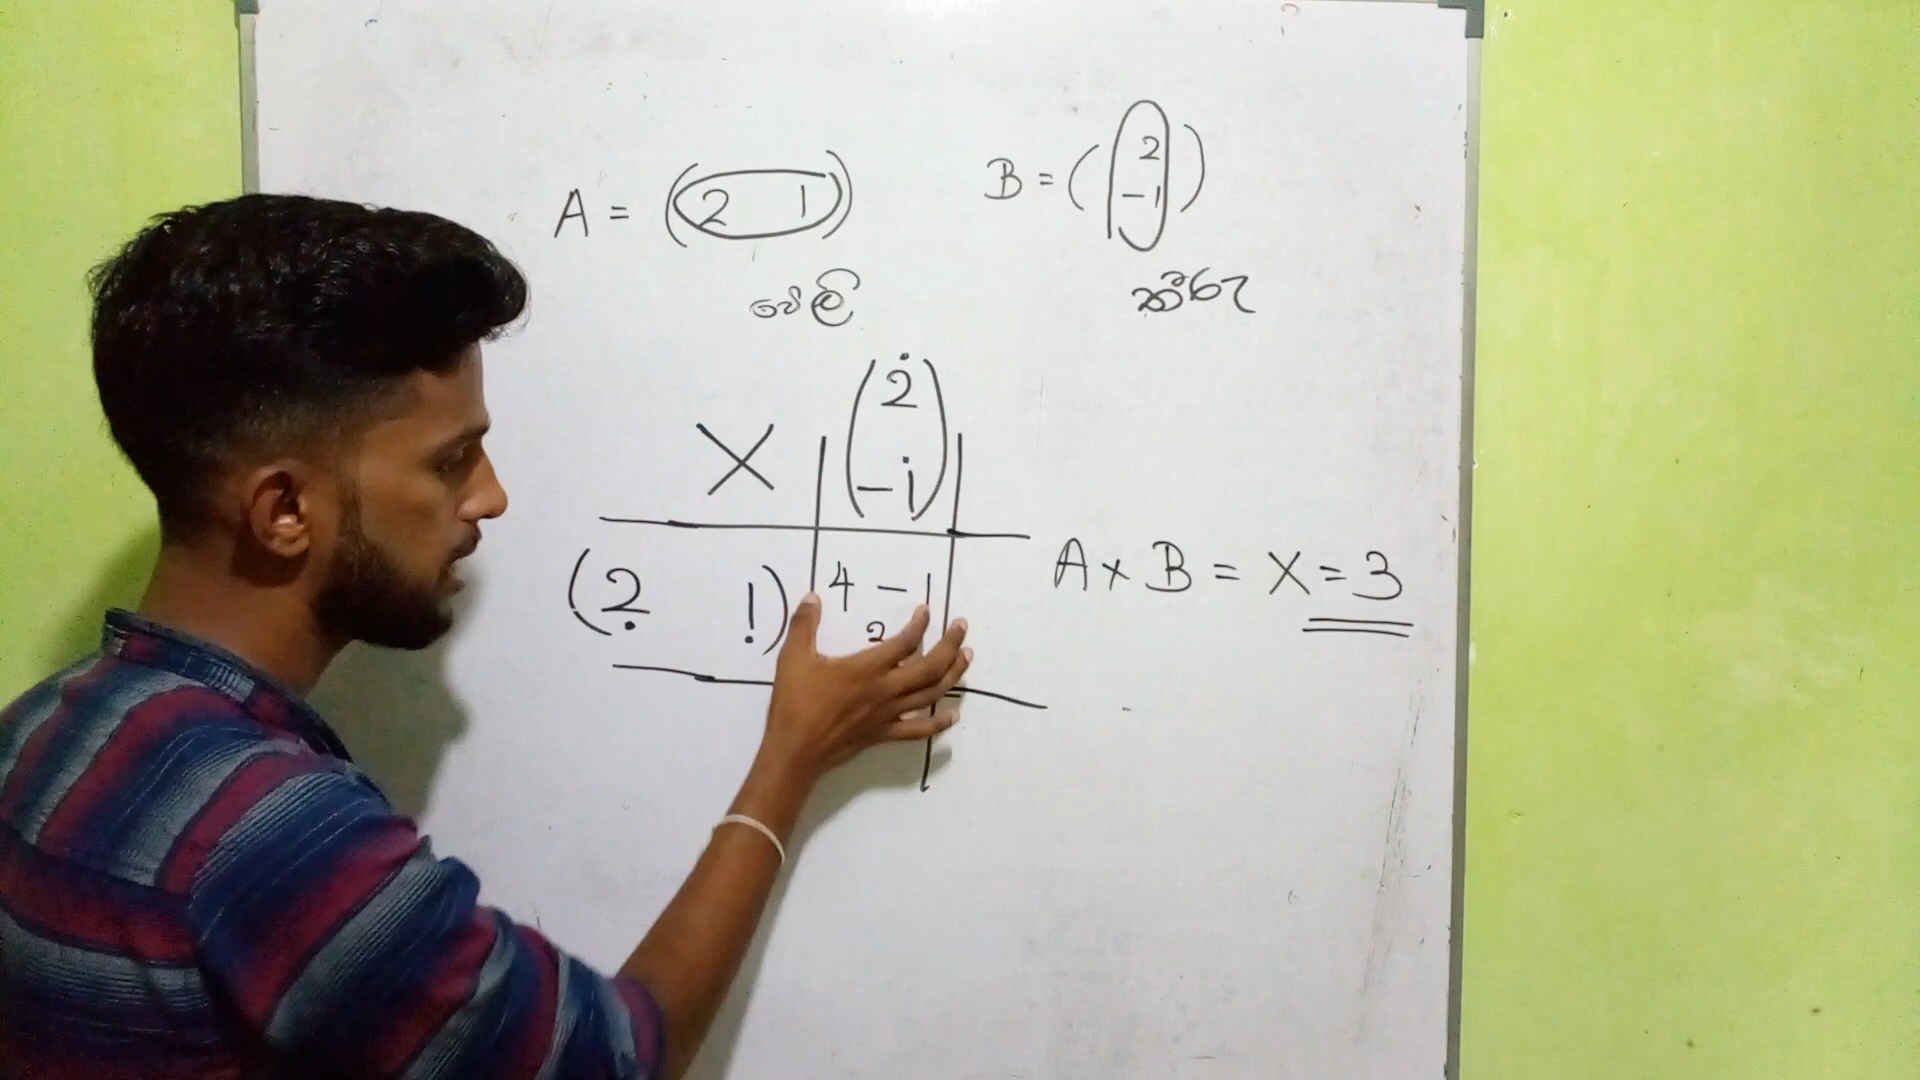 A = (2 1) B = (2
-1)
පේලි තීරු
X (2
-1)
(2 1) 4 -1
A x B = X = 3